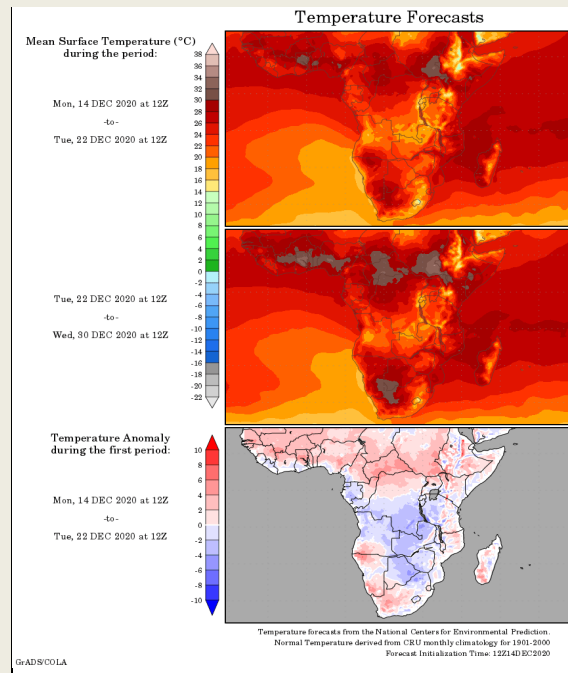 Temperature Forecasts
Mean Surface Temperature (°C)
during the period:
Mon, 14 DEC 2020 at 12Z
-to-
Tue, 22 DEC 2020 at 12Z
38
36
34
32
30
28
26
24
22
20
18
16
14
12
10
8
6
4
2
0
-2
-4
-6
-8
-10
-12
-14
-16
-18
-20
-22
Tue, 22 DEC 2020 at 12Z
-to-
Wed, 30 DEC 2020 at 12Z
Temperature Anomaly
during the first period:
Mon, 14 DEC 2020 at 12Z
-to-
Tue, 22 DEC 2020 at 12Z
10
8
6
4
2
0
-2
-4
-6
-8
-10
Temperature forecasts from the National Centers for Environmental Prediction.
Normal Temperature derived from CRU monthly climatology for 1901-2000
Forecast Initialization Time: 12Z14DEC2020
GrADS/COLA